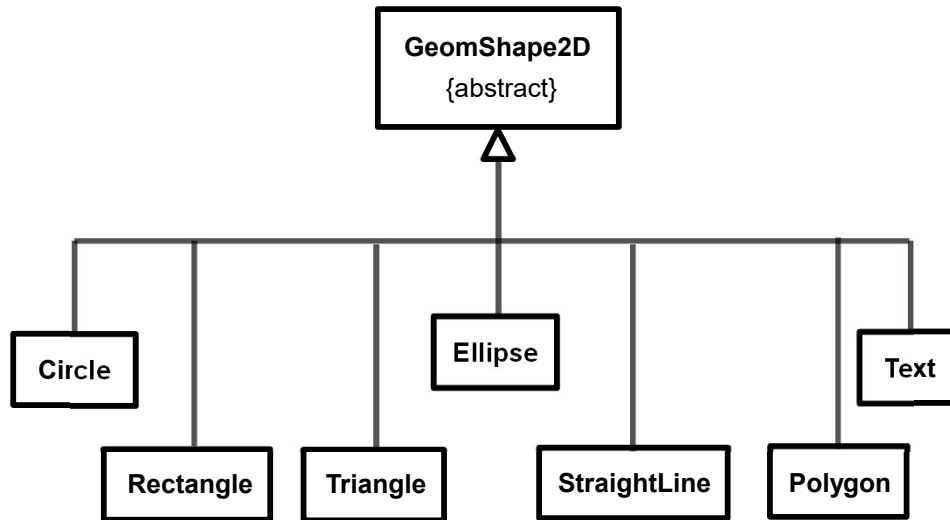 GeomShape2D
{abstract}
Circle
Ellipse
Text
Rectangle
Triangle
StraightLine
Polygon